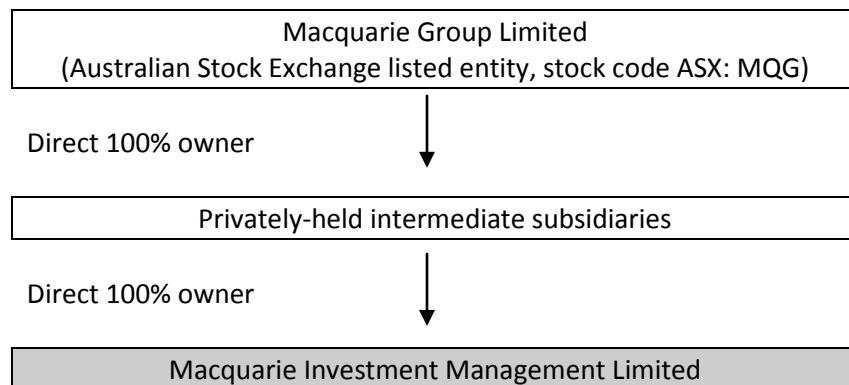 Macquarie Group Limited
(Australian Stock Exchange listed entity, stock code ASX: MQG)
Direct 100% owner
Privately-held intermediate subsidiaries
Direct 100% owner
Macquarie Investment Management Limited